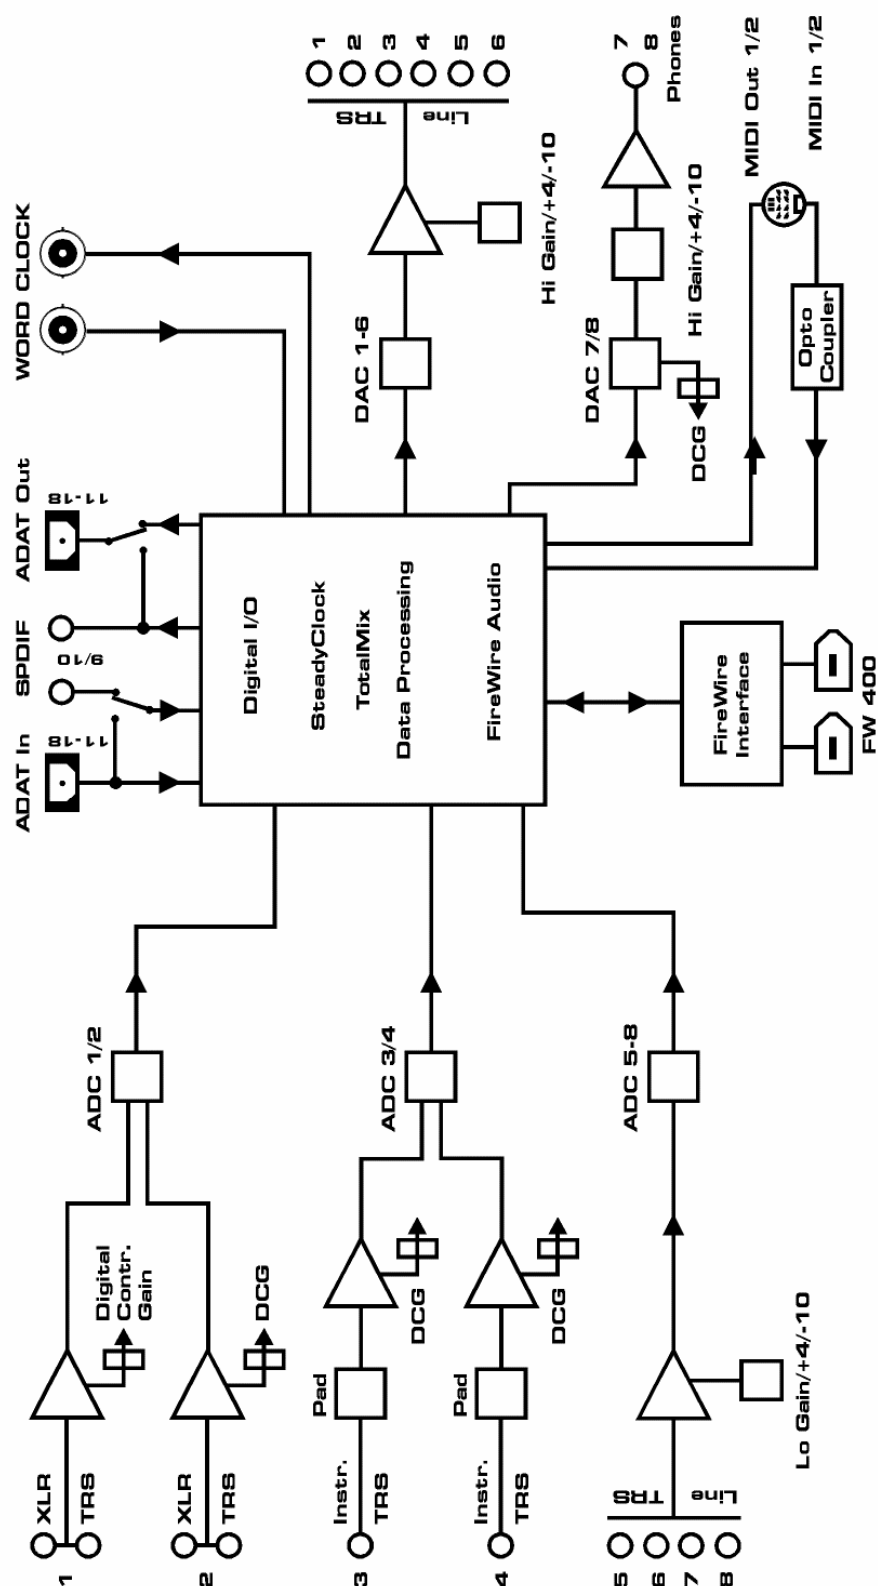 1
XLR
TRS
Digital
Contr.
Gain
2
XLR
TRS
DCG
ADC 1/2
3
Instr.
TRS
Pad
DCG
4
Instr.
TRS
Pad
DCG
ADC 3/4
5
6
7
8
TRS
Line
Lo Gain/+4/-10
ADC 5-8
ADAT In
11-18
SPDIF
9/10
ADAT Out
11-18
WORD CLOCK
Digital I/O
SteadyClock
TotalMix
Data Processing
FireWire Audio
FireWire
Interface
FW 400
DAC 1-6
Hi Gain/+4/-10
TRS
Line
1
2
3
4
5
6
DAC 7/8
DCG
Hi Gain/+4/-10
7
8
Phones
MIDI Out 1/2
MIDI In 1/2
Opto
Coupler